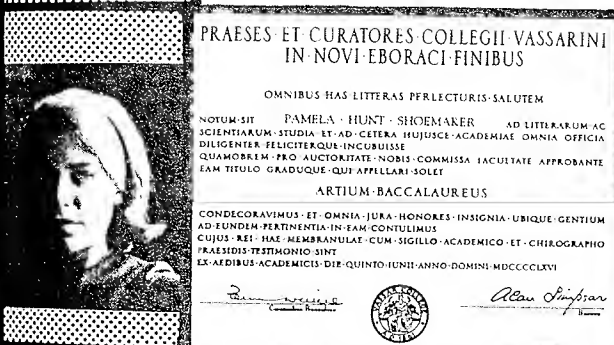 PRAESES·ET·CURATORES·COLLEGII·VASSARINI
IN·NOVI·EBORACI·FINIBUS
OMNIBUS·HAS·LITTERAS·PERLECTURIS·SALUTEM
NOTUM·SIT PAMELA·HUNT·SHOEMAKER AD·LITTERARUM·AC
SCIENTIARUM·STUDIA·ET·AD·CETERA·HUJUSCE·ACADEMIAE·OMNIA·OFFICIA
DILIGENTER·FELICITERQUE·INCUBUISSE
QUAMOBREM·PRO·AUCTORITATE·NOBIS·COMMISSA·FACULTATE·APPROBANTE
EAM·TITULO·GRADUQUE·QUI·APPELLARI·SOLET
ARTIUM·BACCALAUREUS
CONDECORAVIMUS·ET·OMNIA·JURA·HONORES·INSIGNIA·UBIQUE·GENTIUM
AD·EUNDEM·PERTINENTIA·IN·EAM·CONTULIMUS
CUJUS·REI·HAE·MEMBRANULAE·CUM·SIGILLO·ACADEMICO·ET·CHIROGRAPHO
PRAESIDIS·TESTIMONIO·SINT
EX·AEDIBUS·ACADEMICIS·DIE·QUINTO·IUNII·ANNO·DOMINI·MDCCCCLXVI
Alan Simpson
VASSAR COLLEGE